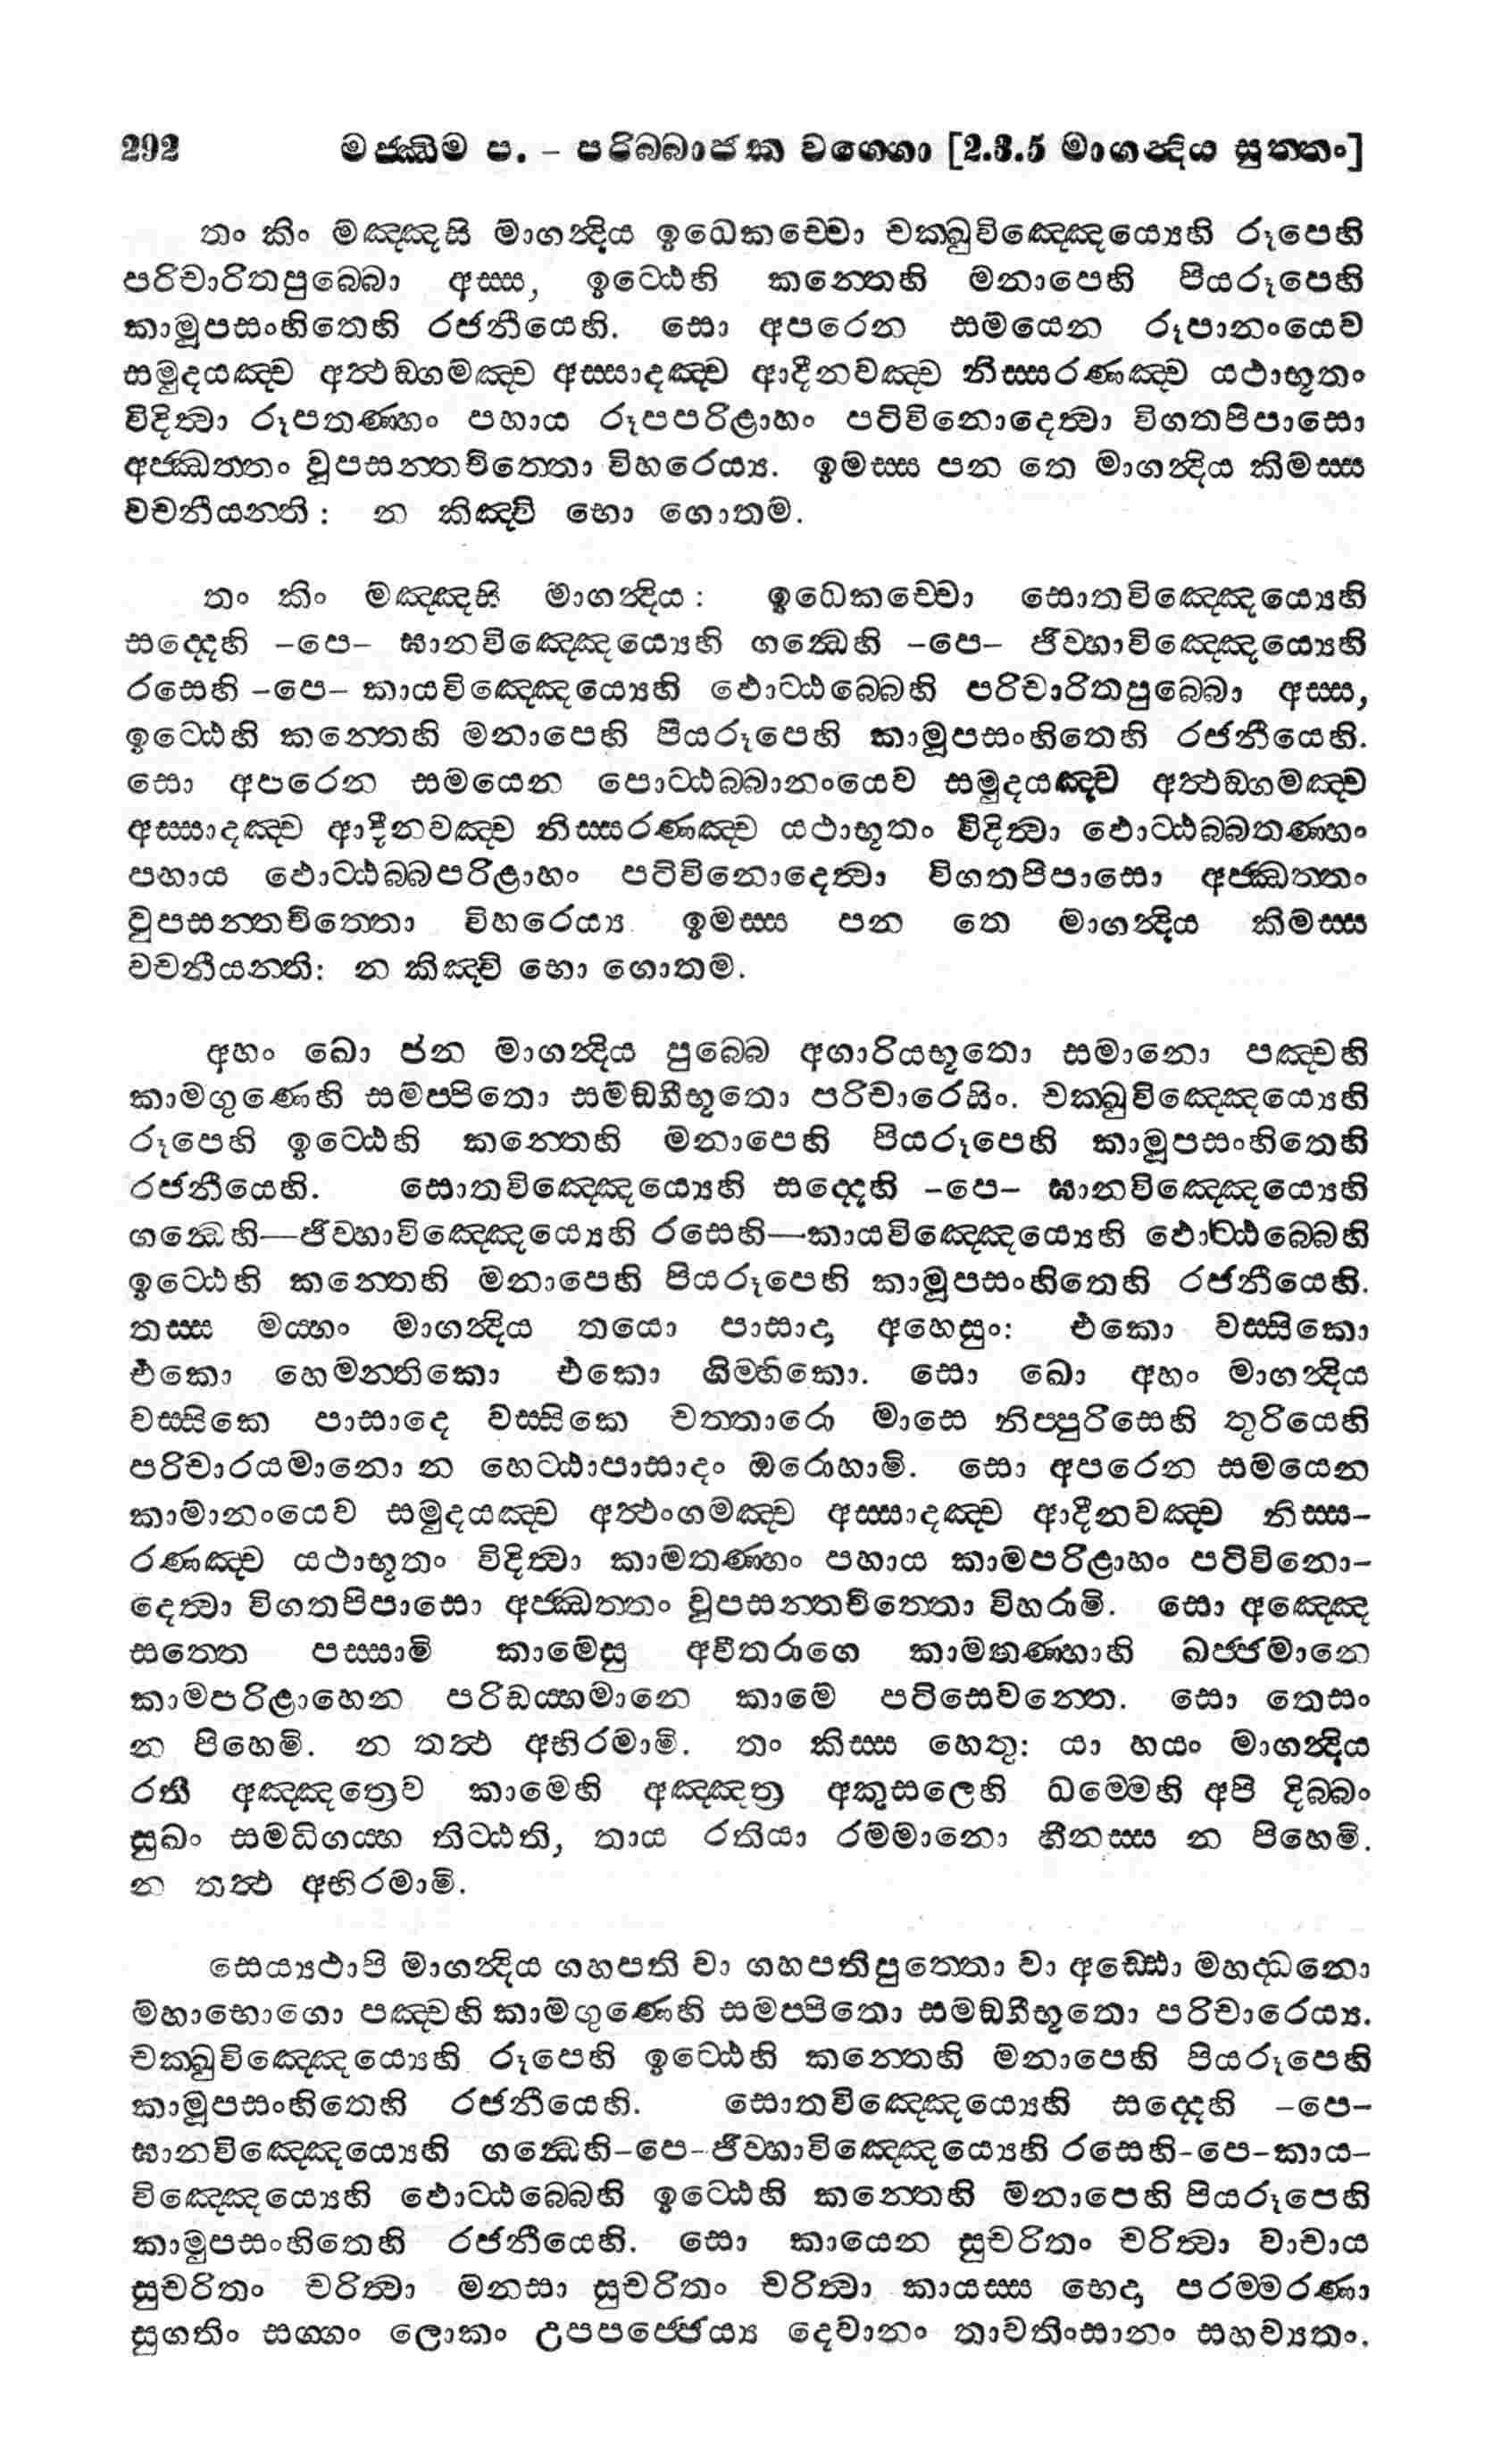 292 මජ්ඣිම ප. – පරිබ්බාජක වග්ගො [2.3.5 මාගන්දිය සුත්තං]
තං කිං මඤ්ඤසි මාගන්දිය ඉධෙකච්චො චක්ඛුවිඤ්ඤෙය්යෙහි රූපෙහි
පරිචාරිතපුබ්බො අස්ස, ඉට්ඨෙහි කන්තෙහි මනාපෙහි පියරූපෙහි
කාමූපසංහිතෙහි රජනීයෙහි. සො අපරෙන සමයෙන රූපානංයෙව
සමුදයඤ්ච අත්ථඞ්ගමඤ්ච අස්සාදඤ්ච ආදීනවඤ්ච නිස්සරණඤ්ච යථාභූතං
විදිත්වා රූපතණ්හං පහාය රූපපරිළාහං පටිවිනොදෙත්වා විගතපිපාසො
අජ්ඣත්තං වූපසන්තචිත්තො විහරෙය්ය. ඉමස්ස පන තෙ මාගන්දිය කිමස්ස
වචනීයන්ති: න කිඤ්චි භො ගොතම.
තං කිං මඤ්ඤසි මාගන්දිය: ඉධෙකච්චො සොතවිඤ්ඤෙය්යෙහි
සද්දෙහි –පෙ– ඝානවිඤ්ඤෙය්යෙහි ගන්ධෙහි –පෙ– ජිව්හාවිඤ්ඤෙය්යෙහි
රසෙහි –පෙ– කායවිඤ්ඤෙය්යෙහි ඵොට්ඨබ්බෙහි පරිචාරිතපුබ්බො අස්ස,
ඉට්ඨෙහි කන්තෙහි මනාපෙහි පියරූපෙහි කාමූපසංහිතෙහි රජනීයෙහි.
සො අපරෙන සමයෙන පොට්ඨබ්බානංයෙව සමුදයඤ්ච අත්ථඞ්ගමඤ්ච
අස්සාදඤ්ච ආදීනවඤ්ච නිස්සරණඤ්ච යථාභූතං විදිත්වා ඵොට්ඨබ්බතණ්හං
පහාය ඵොට්ඨබ්බපරිළාහං පටිවිනොදෙත්වා විගතපිපාසො අජ්ඣත්තං
වුපසන්තචිත්තො විහරෙය්ය ඉමස්ස පන තෙ මාගන්දිය කිමස්ස
වචනීයන්ති: න කිඤ්චි භො ගොතම.
අහං ඛො ප්න මාගන්දිය පුබ්බෙ අගාරියභූතො සමානො පඤ්චහි
කාමගුණෙහි සමප්පිතො සමඞ්ගීභූතො පරිචාරෙසිං. චක්ඛුවිඤ්ඤෙය්යෙහි
රූපෙහි ඉට්ඨෙහි කන්තෙහි මනාපෙහි පියරූපෙහි කාමූපසංහිතෙහි
රජනීයෙහි. සොතවිඤ්ඤෙය්යෙහි සද්දෙහි –පෙ– ඝානවිඤ්ඤෙය්යෙහි
ගන්ධෙහි—ජිව්හාවිඤ්ඤෙය්යෙහි රසෙහි—කායවිඤ්ඤෙය්යෙහි ඵොට්ඨබ්බෙහි
ඉට්ඨෙහි කන්තෙහි මනාපෙහි පියරූපෙහි කාමූපසංහිතෙහි රජනීයෙහි.
තස්ස මය්හං මාගන්දිය තයො පාසාදා අහෙසුං: එකො වස්සිකො
එකො හෙමන්තිකො එකො ගිම්හිකො. සො ඛො අහං මාගන්දිය
වස්සිකෙ පාසාදෙ වස්සිකෙ චත්තාරො මාසෙ නිප්පුරිසෙහි තුරියෙහි
පරිචාරයමානො න හෙට්ඨාපාසාදං ඔරොහාමි. සො අපරෙන සමයෙන
කාමානංයෙව සමුදයඤ්ච අත්ථංගමඤ්ච අස්සාදඤ්ච ආදීනවඤ්ච නිස්ස–
රණඤ්ච යථාභූතං විදිත්වා කාමතණ්හං පහාය කාමපරිළාහං පටිවිනො–
දෙත්වා විගතපිපාසො අජ්ඣත්තං වූපසන්තචිත්තො විහරාමි. සො අඤ්ඤෙ
සත්තෙ පස්සාමි කාමේසු අවීතරාගෙ කාමතණ්හාහි ඛජ්ජමානෙ
කාමපරිළාහෙන පරිඩය්හමානෙ කාමේ පටිසෙවන්තෙ. සො තෙසං
න පිහෙමි. න තත්ථ අභිරමාමි. තං කිස්ස හෙතු: යා හයං මාගන්දිය
රතී අඤ්ඤත්රෙව කාමෙහි අඤ්ඤත්ර අකුසලෙහි ධම්මෙහි අපි දිබ්බං
සුඛං සමධිගය්හ තිට්ඨති, තාය රතියා රම්මානො හීනස්ස න පිහෙමි.
න තත්ථ අභිරමාමි.
සෙය්යථාපි මාගන්දිය ගහපති වා ගහපතිපුත්තො වා අඩ්ඪො මහද්ධනො
මහාභොගො පඤ්චහි කාමගුණෙහි සමප්පිතො සමඞ්ගීභූතො පරිචාරෙය්ය.
චක්ඛුවිඤ්ඤෙය්යෙහි රූපෙහි ඉට්ඨෙහි කන්තෙහි මනාපෙහි පියරූපෙහි
කාමූපසංහිතෙහි රජනීයෙහි. සොතවිඤ්ඤෙය්යෙහි සද්දෙහි –පෙ–
ඝානවිඤ්ඤෙය්යෙහි ගන්ධෙහි-පෙ-ජිව්හාවිඤ්ඤෙය්යෙහි රසෙහි-පෙ-කාය–
විඤ්ඤෙය්යෙහි ඵොට්ඨබ්බෙහි ඉට්ඨෙහි කන්තෙහි මනාපෙහි පියරූපෙහි
කාමුපසංහිතෙහි රජනීයෙහි. සො කායෙන සුචරිතං චරිත්වා වාචාය
සුචරිතං චරිත්වා මනසා සුචරිතං චරිත්වා කායස්ස භෙදා පරම්මරණා
සුගතිං සග්ගං ලොකං උපපජ්ජෙය්ය දෙවානං තාවතිංසානං සහව්යතං.